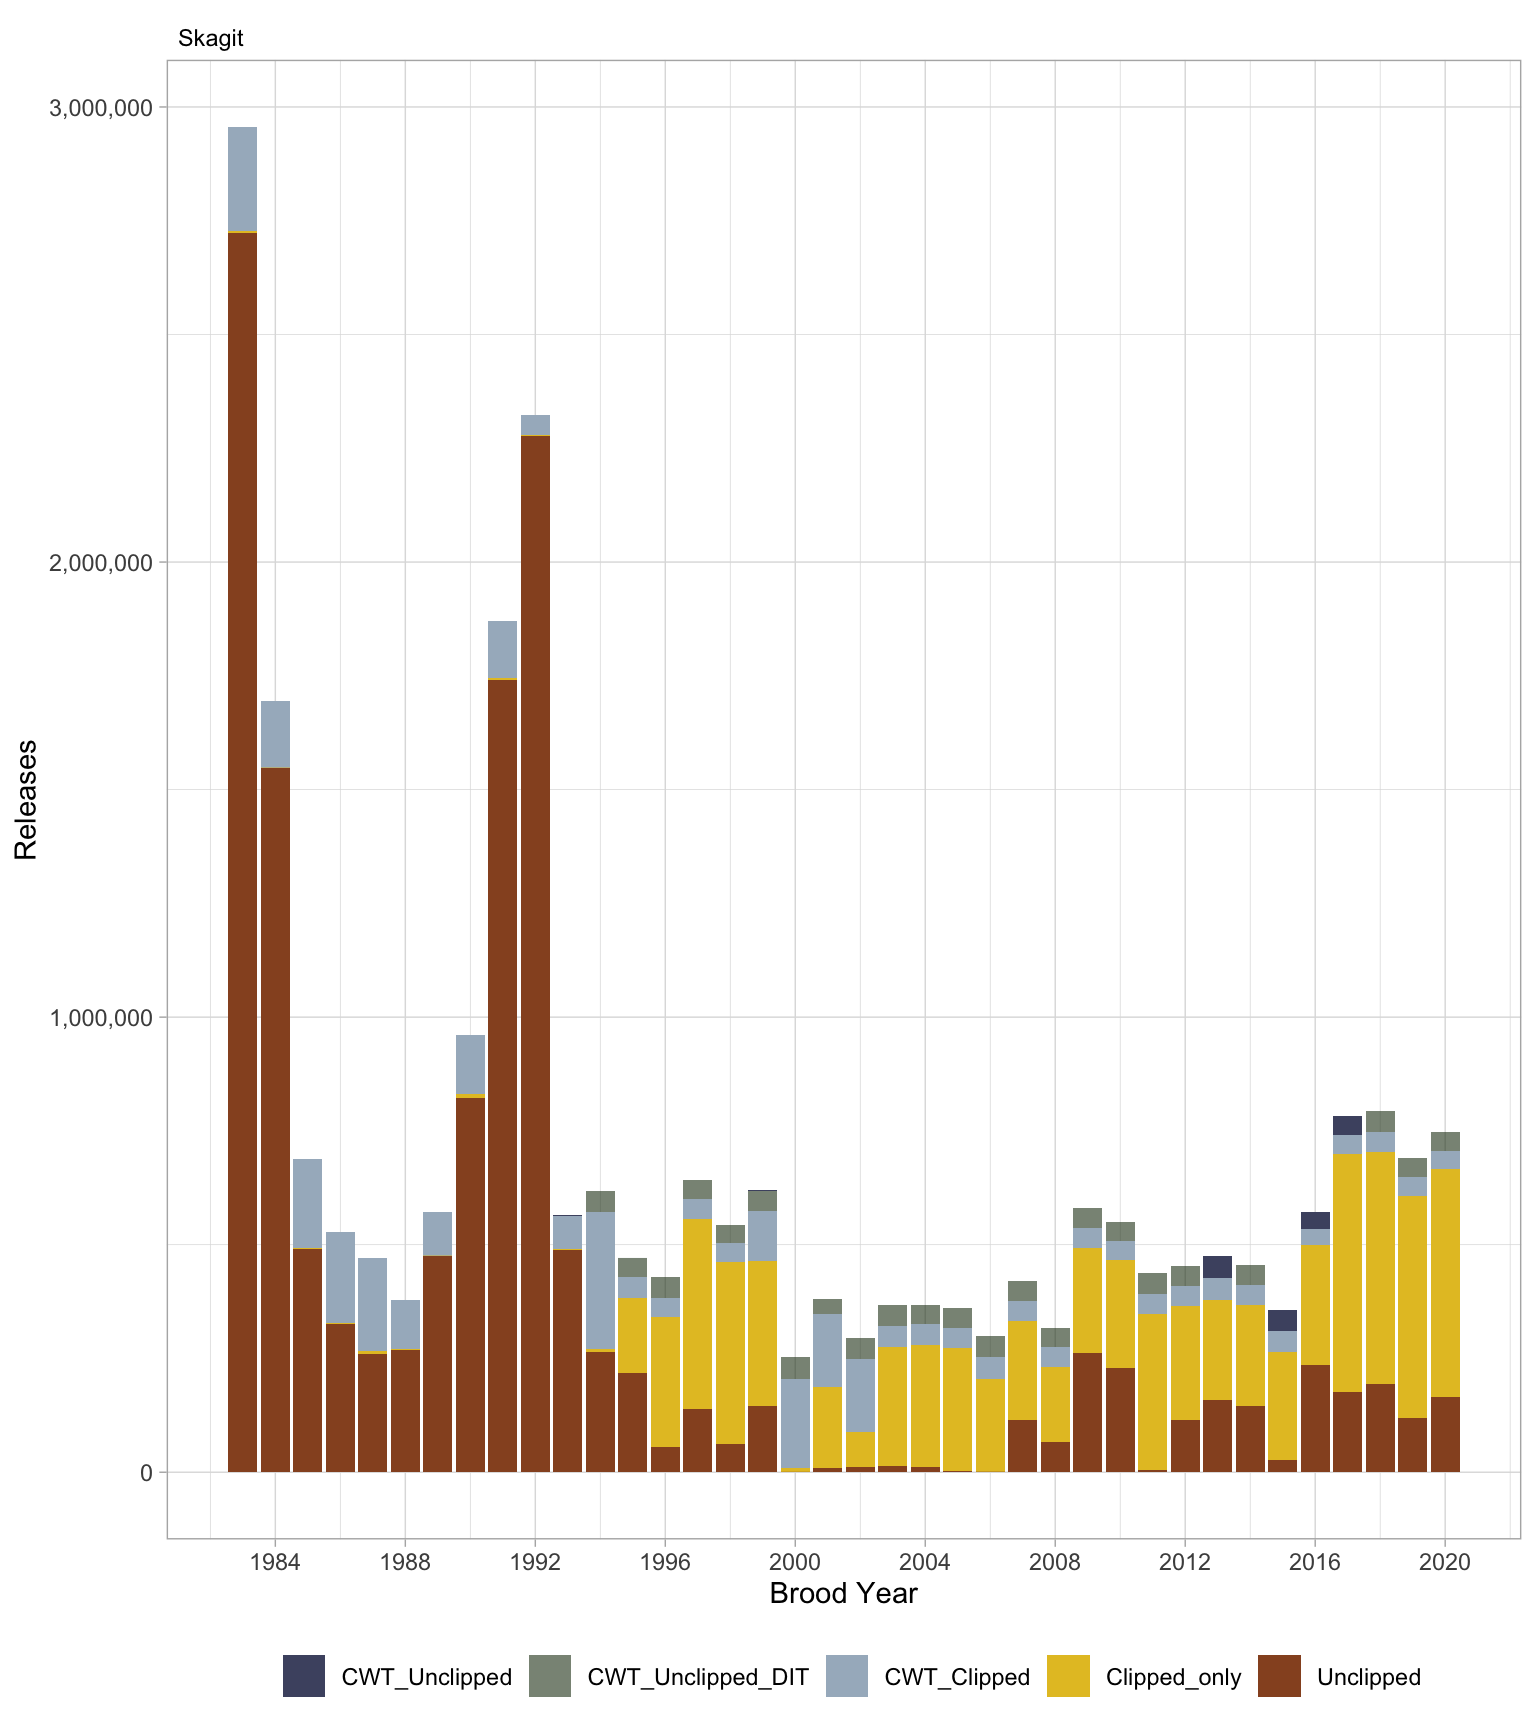 Skagit
3,000,000
2,000,000
1,000,000
0
Releases
1984 1988 1992 1996 2000 2004 2008 2012 2016 2020
Brood Year
CWT_Unclipped CWT_Unclipped_DIT CWT_Clipped Clipped_only Unclipped